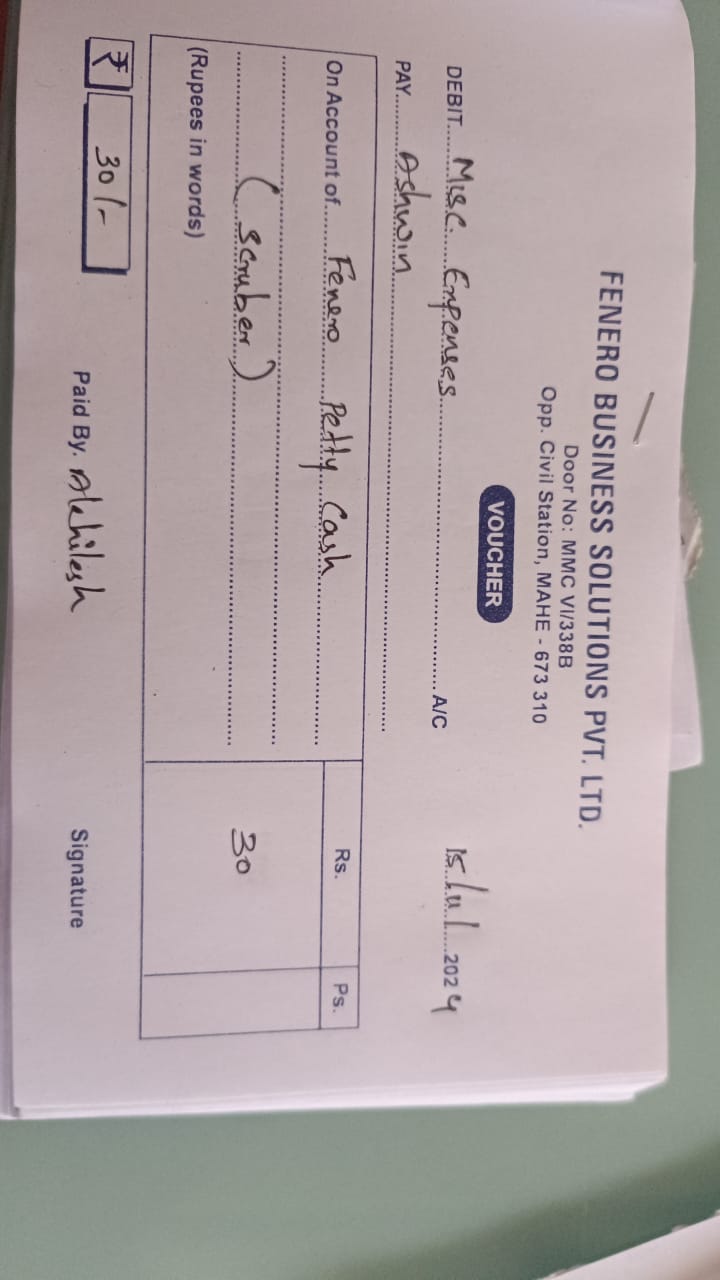 FENERO BUSINESS SOLUTIONS PVT. LTD.
Door No: MMC VI/338B
Opp. Civil Station, MAHE - 673 310
VOUCHER
15/11/2024
DEBIT Misc. Expenses A/C
PAY Ashwin
On Account of Fenero Petty Cash Rs. Ps.
(Scruber) 30
(Rupees in words)
₹ 30/- Paid By. Akhilesh Signature